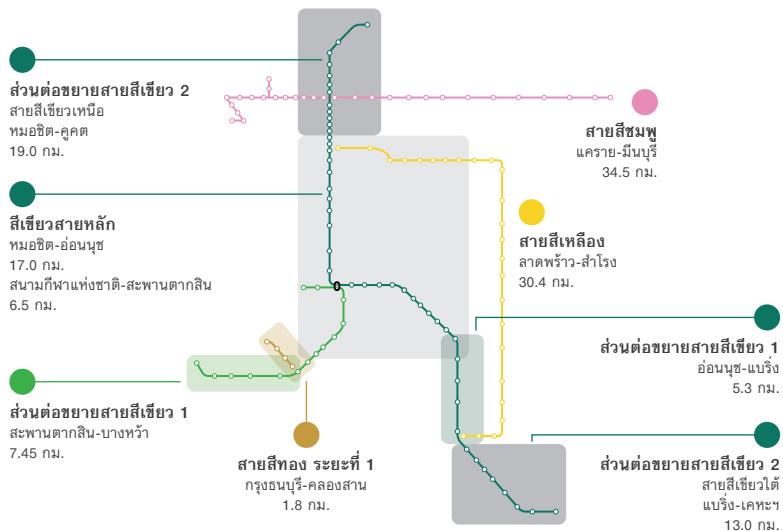 ส่วนต่อขยายสายสีเขียว 2
สายสีเขียวเหนือ
หมอชิต-คูคต
19.0 กม.
สีเขียวสายหลัก
หมอชิต-อ่อนนุช
17.0 กม.
สนามกีฬาแห่งชาติ-สะพานตากสิน
6.5 กม.
ส่วนต่อขยายสายสีเขียว 1
สะพานตากสิน-บางหว้า
7.45 กม.
สายสีทอง ระยะที่ 1
กรุงธนบุรี-คลองสาน
1.8 กม.
สายสีชมพู
แคราย-มีนบุรี
34.5 กม.
สายสีเหลือง
ลาดพร้าว-สำโรง
30.4 กม.
ส่วนต่อขยายสายสีเขียว 1
อ่อนนุช-แบริ่ง
5.3 กม.
ส่วนต่อขยายสายสีเขียว 2
สายสีเขียวใต้
แบริ่ง-เคหะฯ
13.0 กม.